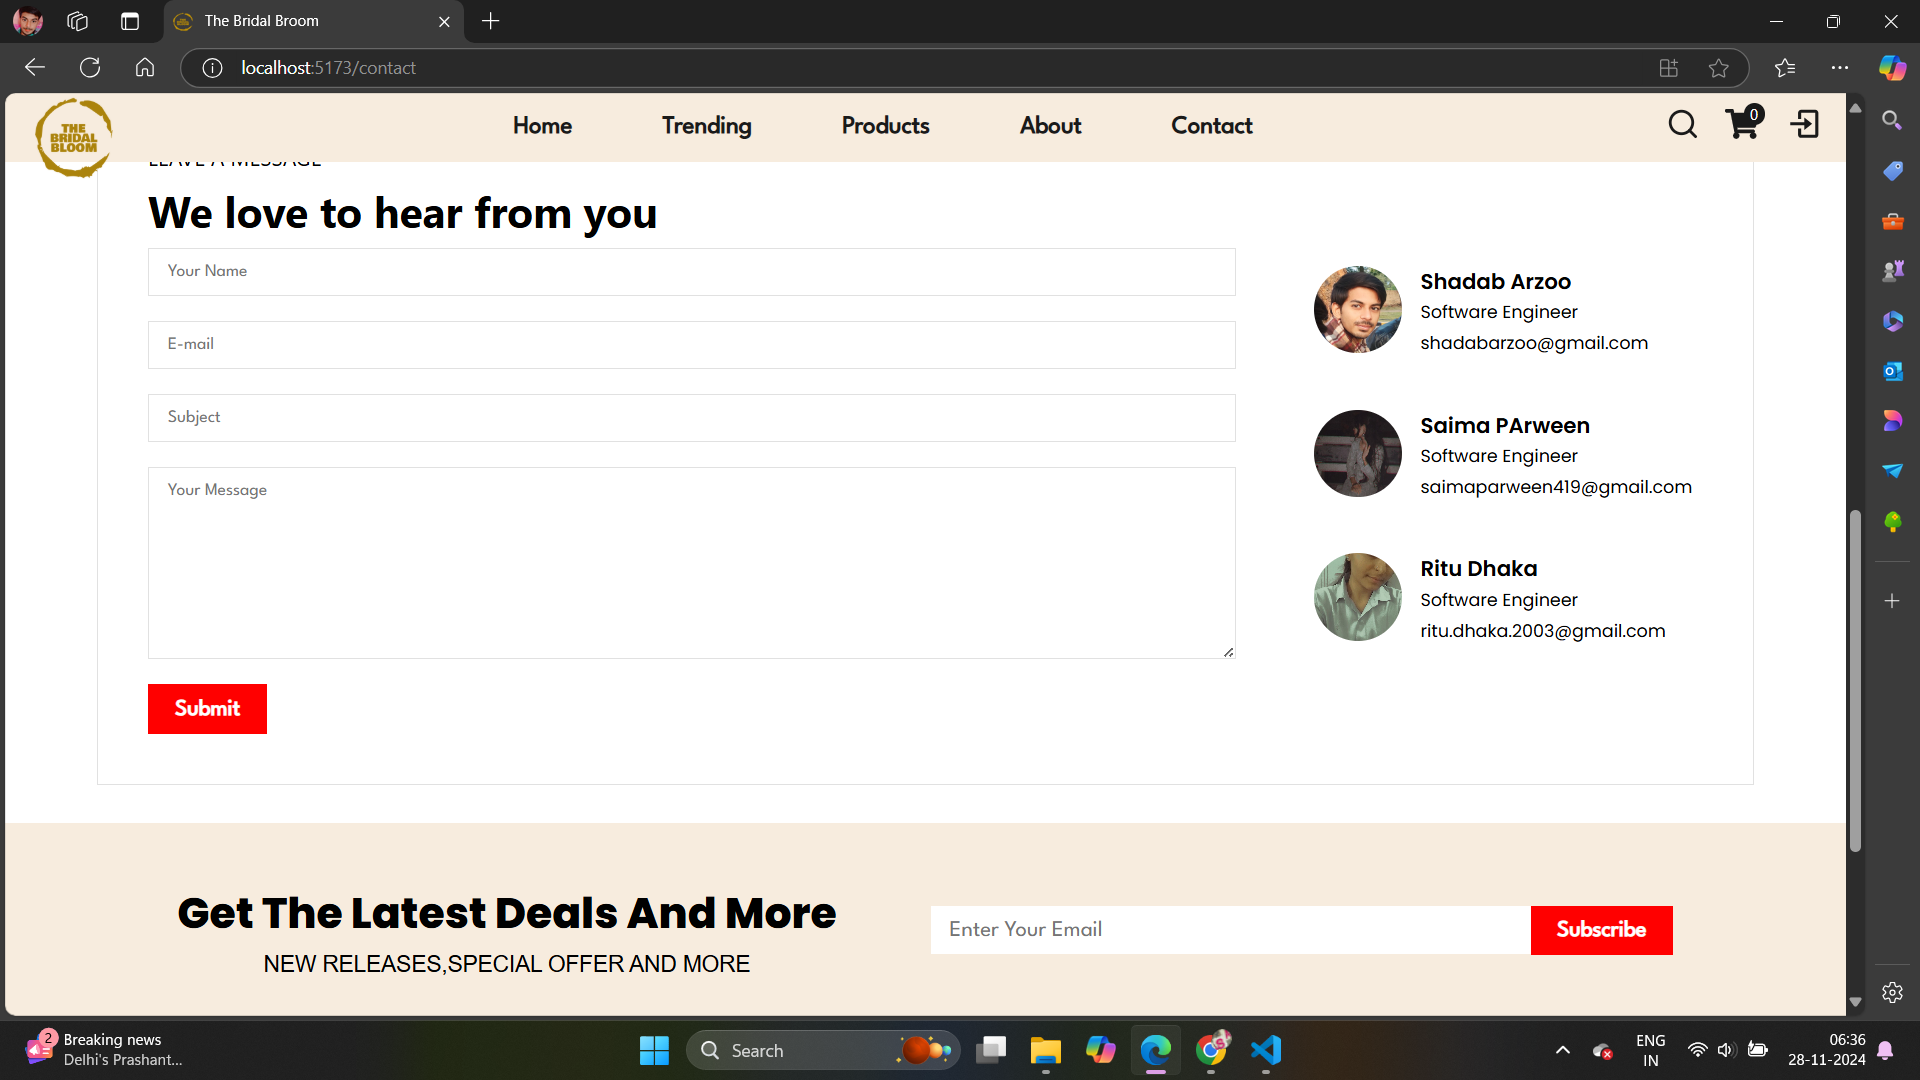 The Bridal Broom
localhost:5173/contact
THE
BRIDAL
BLOOM
Home
Trending
Products
About
Contact
0
LEAVE A MESSAGE
We love to hear from you
Your Name
E-mail
Subject
Your Message
Submit
Shadab Arzoo
Software Engineer
shadabarzoo@gmail.com
Saima PArween
Software Engineer
saimaparween419@gmail.com
Ritu Dhaka
Software Engineer
ritu.dhaka.2003@gmail.com
Get The Latest Deals And More
NEW RELEASES,SPECIAL OFFER AND MORE
Enter Your Email
Subscribe
2
Breaking news
Delhi's Prashant...
Search
ENG
IN
06:36
28-11-2024